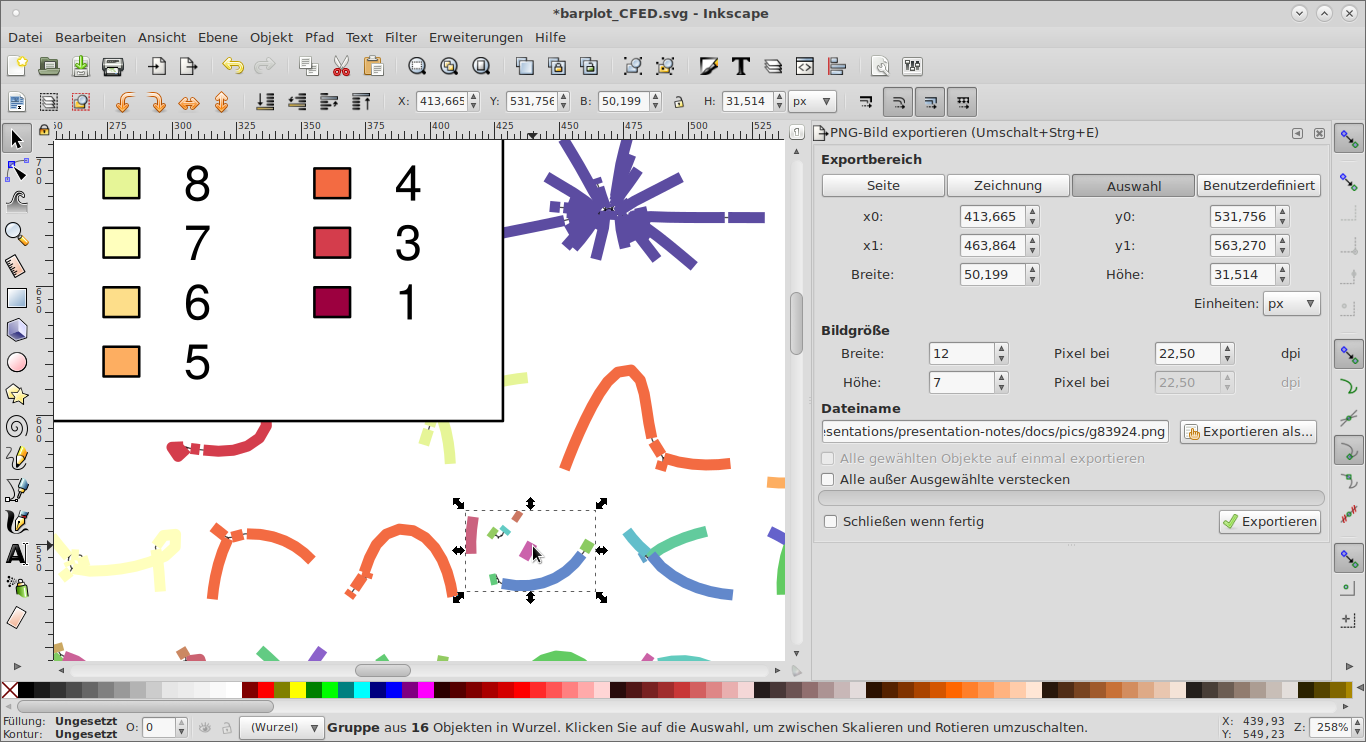 *barplot_CFED.svg - Inkscape
Datei Bearbeiten Ansicht Ebene Objekt Pfad Text Filter Erweiterungen Hilfe
X: 413,665 Y: 531,756 B: 50,199 H: 31,514 px
275 300 325 350 375 400 425 450 475 500 525
PNG-Bild exportieren (Umschalt+Strg+E)
Exportbereich
Seite Zeichnung Auswahl Benutzerdefiniert
x0: 413,665 y0: 531,756
x1: 463,864 y1: 563,270
Breite: 50,199 Höhe: 31,514
Einheiten: px
Bildgröße
Breite: 12 Pixel bei 22,50 dpi
Höhe: 7 Pixel bei 22,50 dpi
Dateiname
sentations/presentation-notes/docs/pics/g83924.png Exportieren als...
Alle gewählten Objekte auf einmal exportieren
Alle außer Ausgewählte verstecken
Schließen wenn fertig Exportieren
8 4
7 3
6 1
5
700
650
600
550
Füllung: Ungesetzt
Kontur: Ungesetzt
O: 0 (Wurzel) Gruppe aus 16 Objekten in Wurzel. Klicken Sie auf die Auswahl, um zwischen Skalieren und Rotieren umzuschalten.
X: 439,93
Y: 549,23
Z: 258%